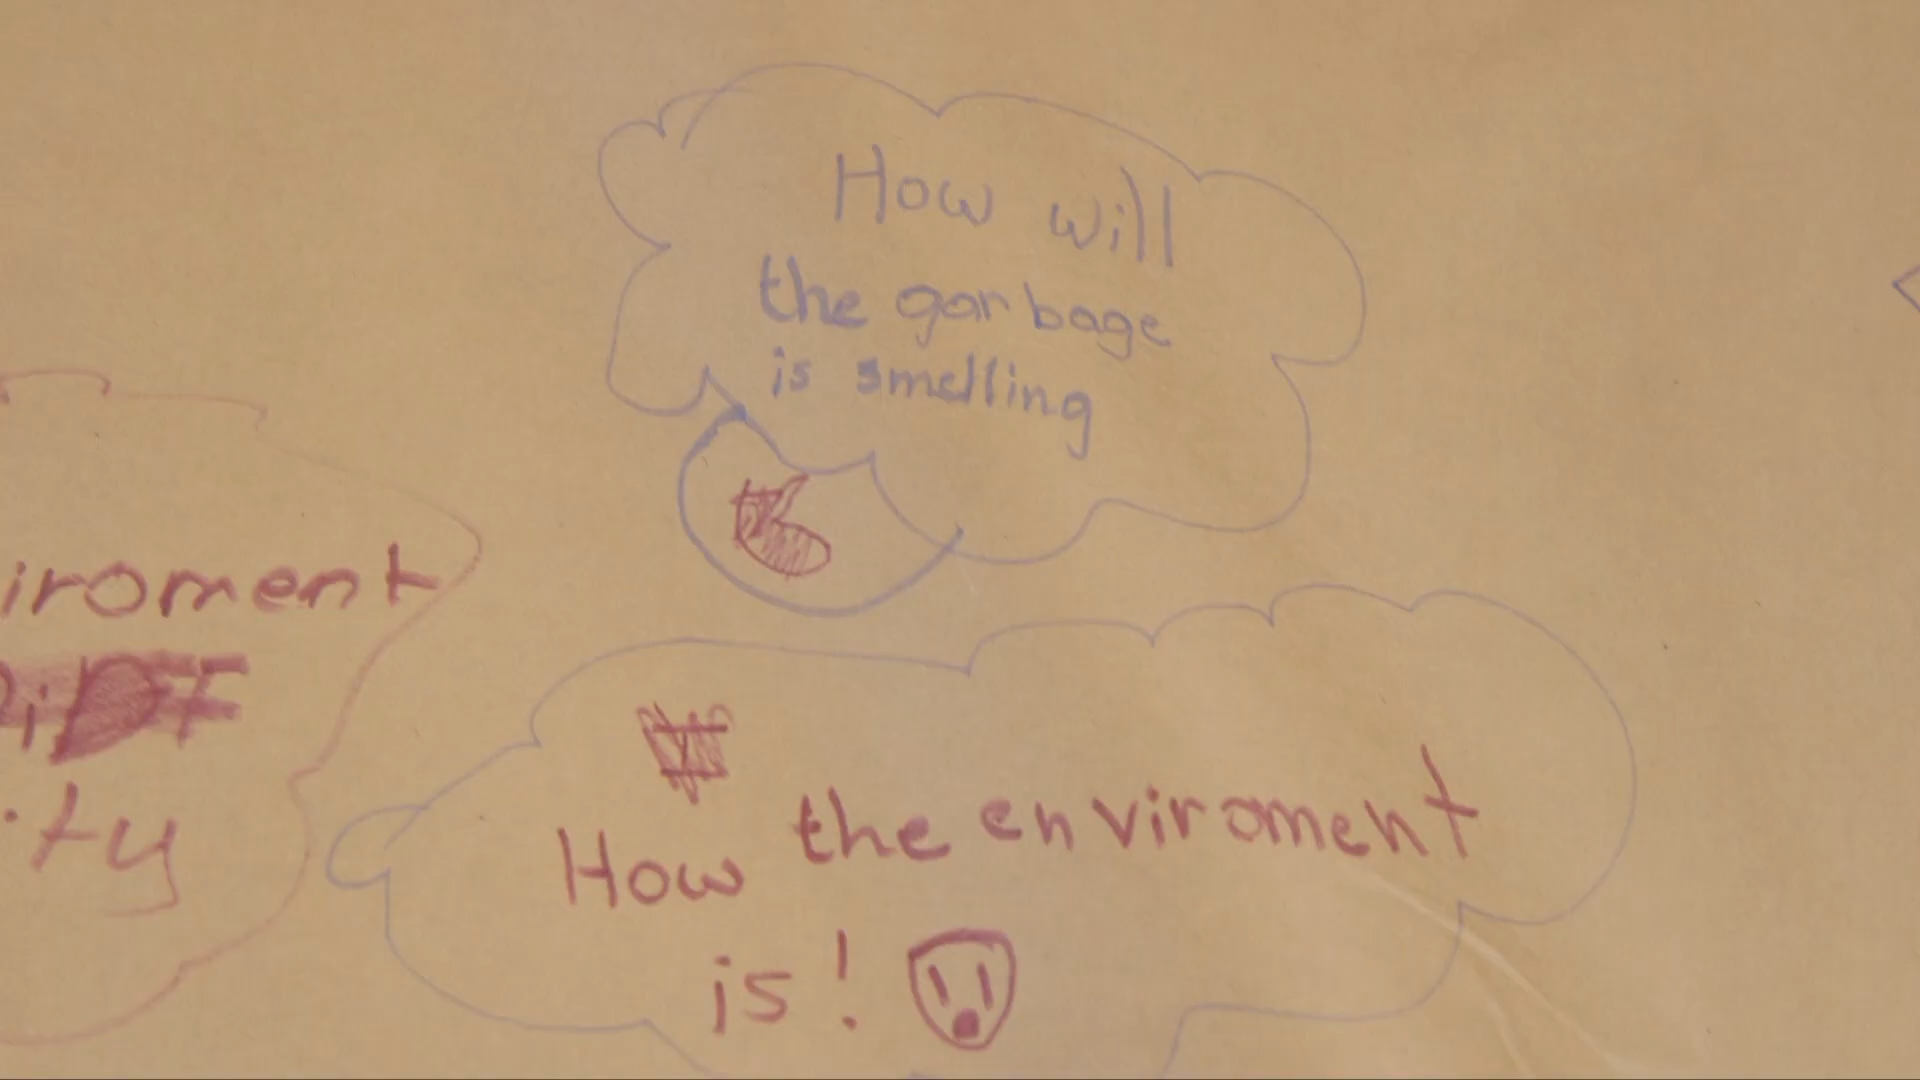 How will
the garbage
is smelling
iroment
ty
How the enviroment
is!